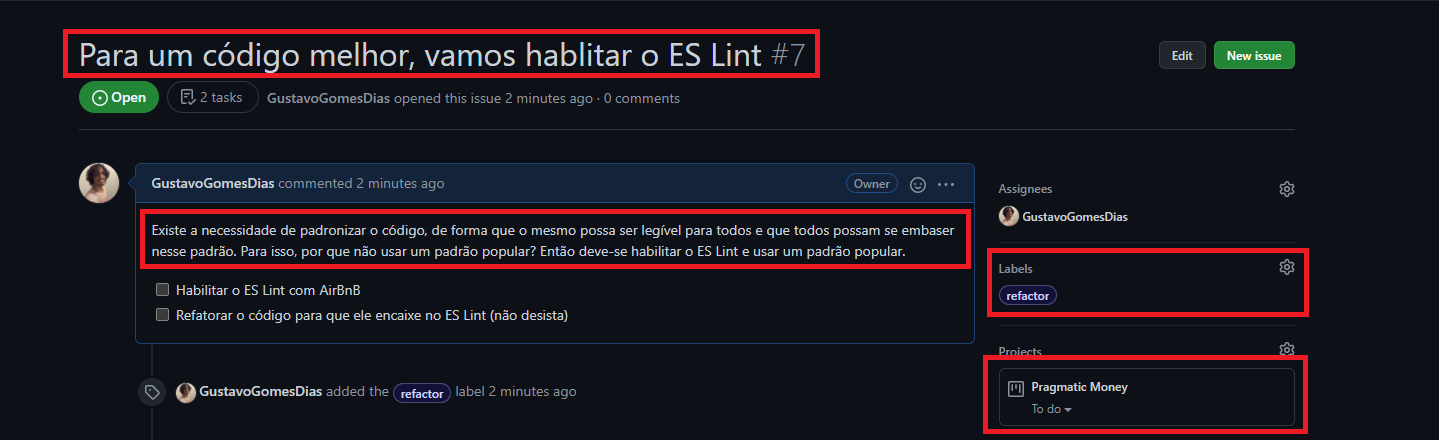 Para um código melhor, vamos hablitar o ES Lint #7
Edit
New issue
Open
2 tasks
GustavoGomesDias opened this issue 2 minutes ago · 0 comments
GustavoGomesDias commented 2 minutes ago
Owner
Existe a necessidade de padronizar o código, de forma que o mesmo possa ser legível para todos e que todos possam se embaser
nesse padrão. Para isso, por que não usar um padrão popular? Então deve-se habilitar o ES Lint e usar um padrão popular.
Habilitar o ES Lint com AirBnB
Refatorar o código para que ele encaixe no ES Lint (não desista)
GustavoGomesDias added the refactor label 2 minutes ago
Assignees
GustavoGomesDias
Labels
refactor
Projects
Pragmatic Money
To do